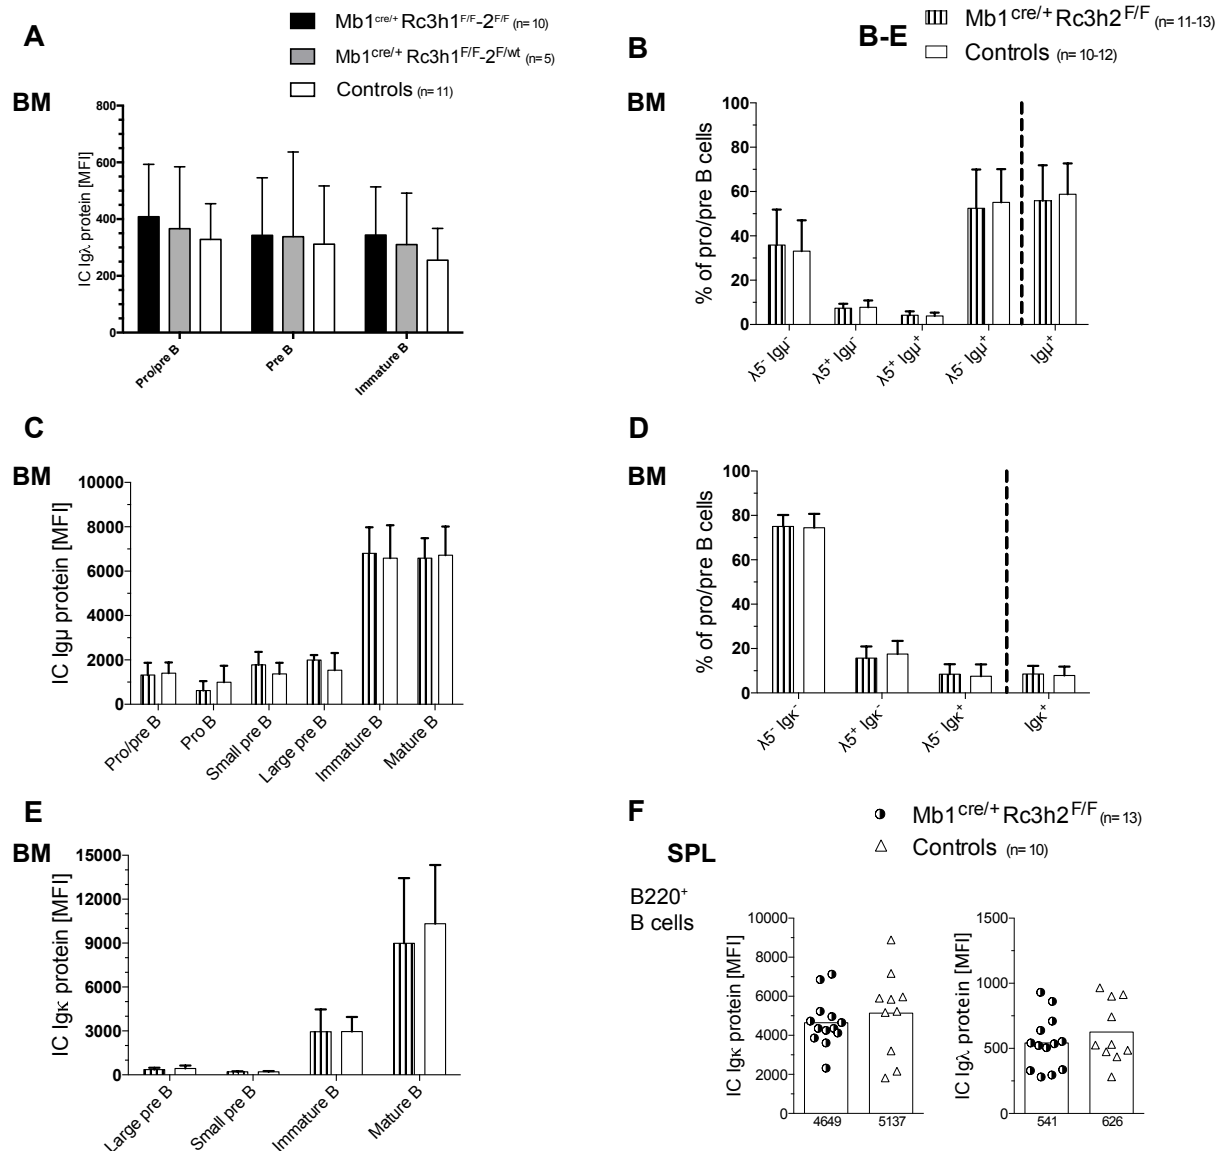 A
Mb1cre/+ Rc3h1F/F-2F/F (n= 10)
Mb1cre/+ Rc3h1F/F-2F/wt (n=5)
Controls (n= 11)
BM
IC Igλ protein [MFI]
800
600
400
200
0
Pro/pre B
Pre B
Immature B
B
B-E
Mb1cre/+ Rc3h2F/F (n= 11-13)
Controls (n= 10-12)
BM
% of pro/pre B cells
100
80
60
40
20
0
λ5- Igμ-
λ5+ Igμ-
λ5+ Igμ+
λ5- Igμ+
Igμ+
C
BM
IC Igμ protein [MFI]
10000
8000
6000
4000
2000
0
Pro/pre B
Pro B
Small pre B
Large pre B
Immature B
Mature B
D
BM
% of pro/pre B cells
100
80
60
40
20
0
λ5- Igκ-
λ5+ Igκ-
λ5- Igκ+
Igκ+
E
BM
IC Igκ protein [MFI]
15000
12000
9000
6000
3000
0
Large pre B
Small pre B
Immature B
Mature B
F
Mb1cre/+ Rc3h2F/F (n= 13)
Controls (n= 10)
SPL
B220+
B cells
IC Igκ protein [MFI]
10000
8000
6000
4000
2000
0
4649 5137
IC Igλ protein [MFI]
1500
1000
500
0
541 626